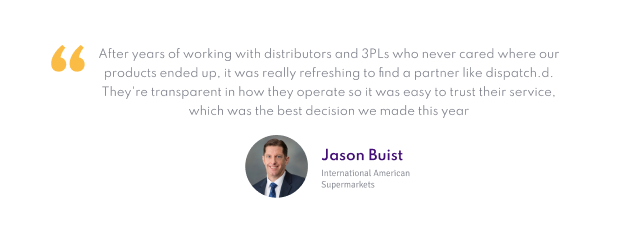 After years of working with distributors and 3PLs who never cared where our
products ended up, it was really refreshing to find a partner like dispatch.d.
They're transparent in how they operate so it was easy to trust their service,
which was the best decision we made this year
Jason Buist
International American
Supermarkets